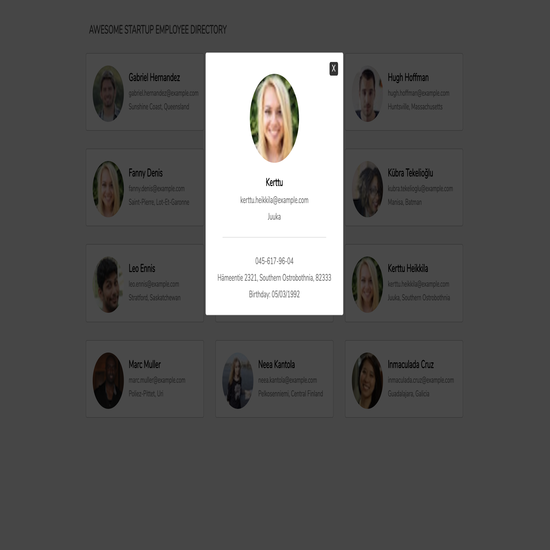 AWESOME STARTUP EMPLOYEE DIRECTORY
Gabriel Hernandez
gabriel.hernandez@example.com
Sunshine Coast, Queensland
X
Kerttu
kerttu.heikkila@example.com
Juuka
045-617-96-04
Hämeentie 2321, Southern Ostrobothnia, 82333
Birthday: 05/03/1992
Hugh Hoffman
hugh.hoffman@example.com
Huntsville, Massachusetts
Fanny Denis
fanny.denis@example.com
Saint-Pierre, Lot-Et-Garonne
Kübra Tekelioğlu
kubra.tekelioglu@example.com
Manisa, Batman
Leo Ennis
leo.ennis@example.com
Stratford, Saskatchewan
Kerttu Heikkila
kerttu.heikkila@example.com
Juuka, Southern Ostrobothnia
Marc Muller
marc.muller@example.com
Neea Kantola
neea.kantola@example.com
Pelkosenniemi, Central Finland
Inmaculada Cruz
inmaculada.cruz@example.com
Guadalajara, Galicia